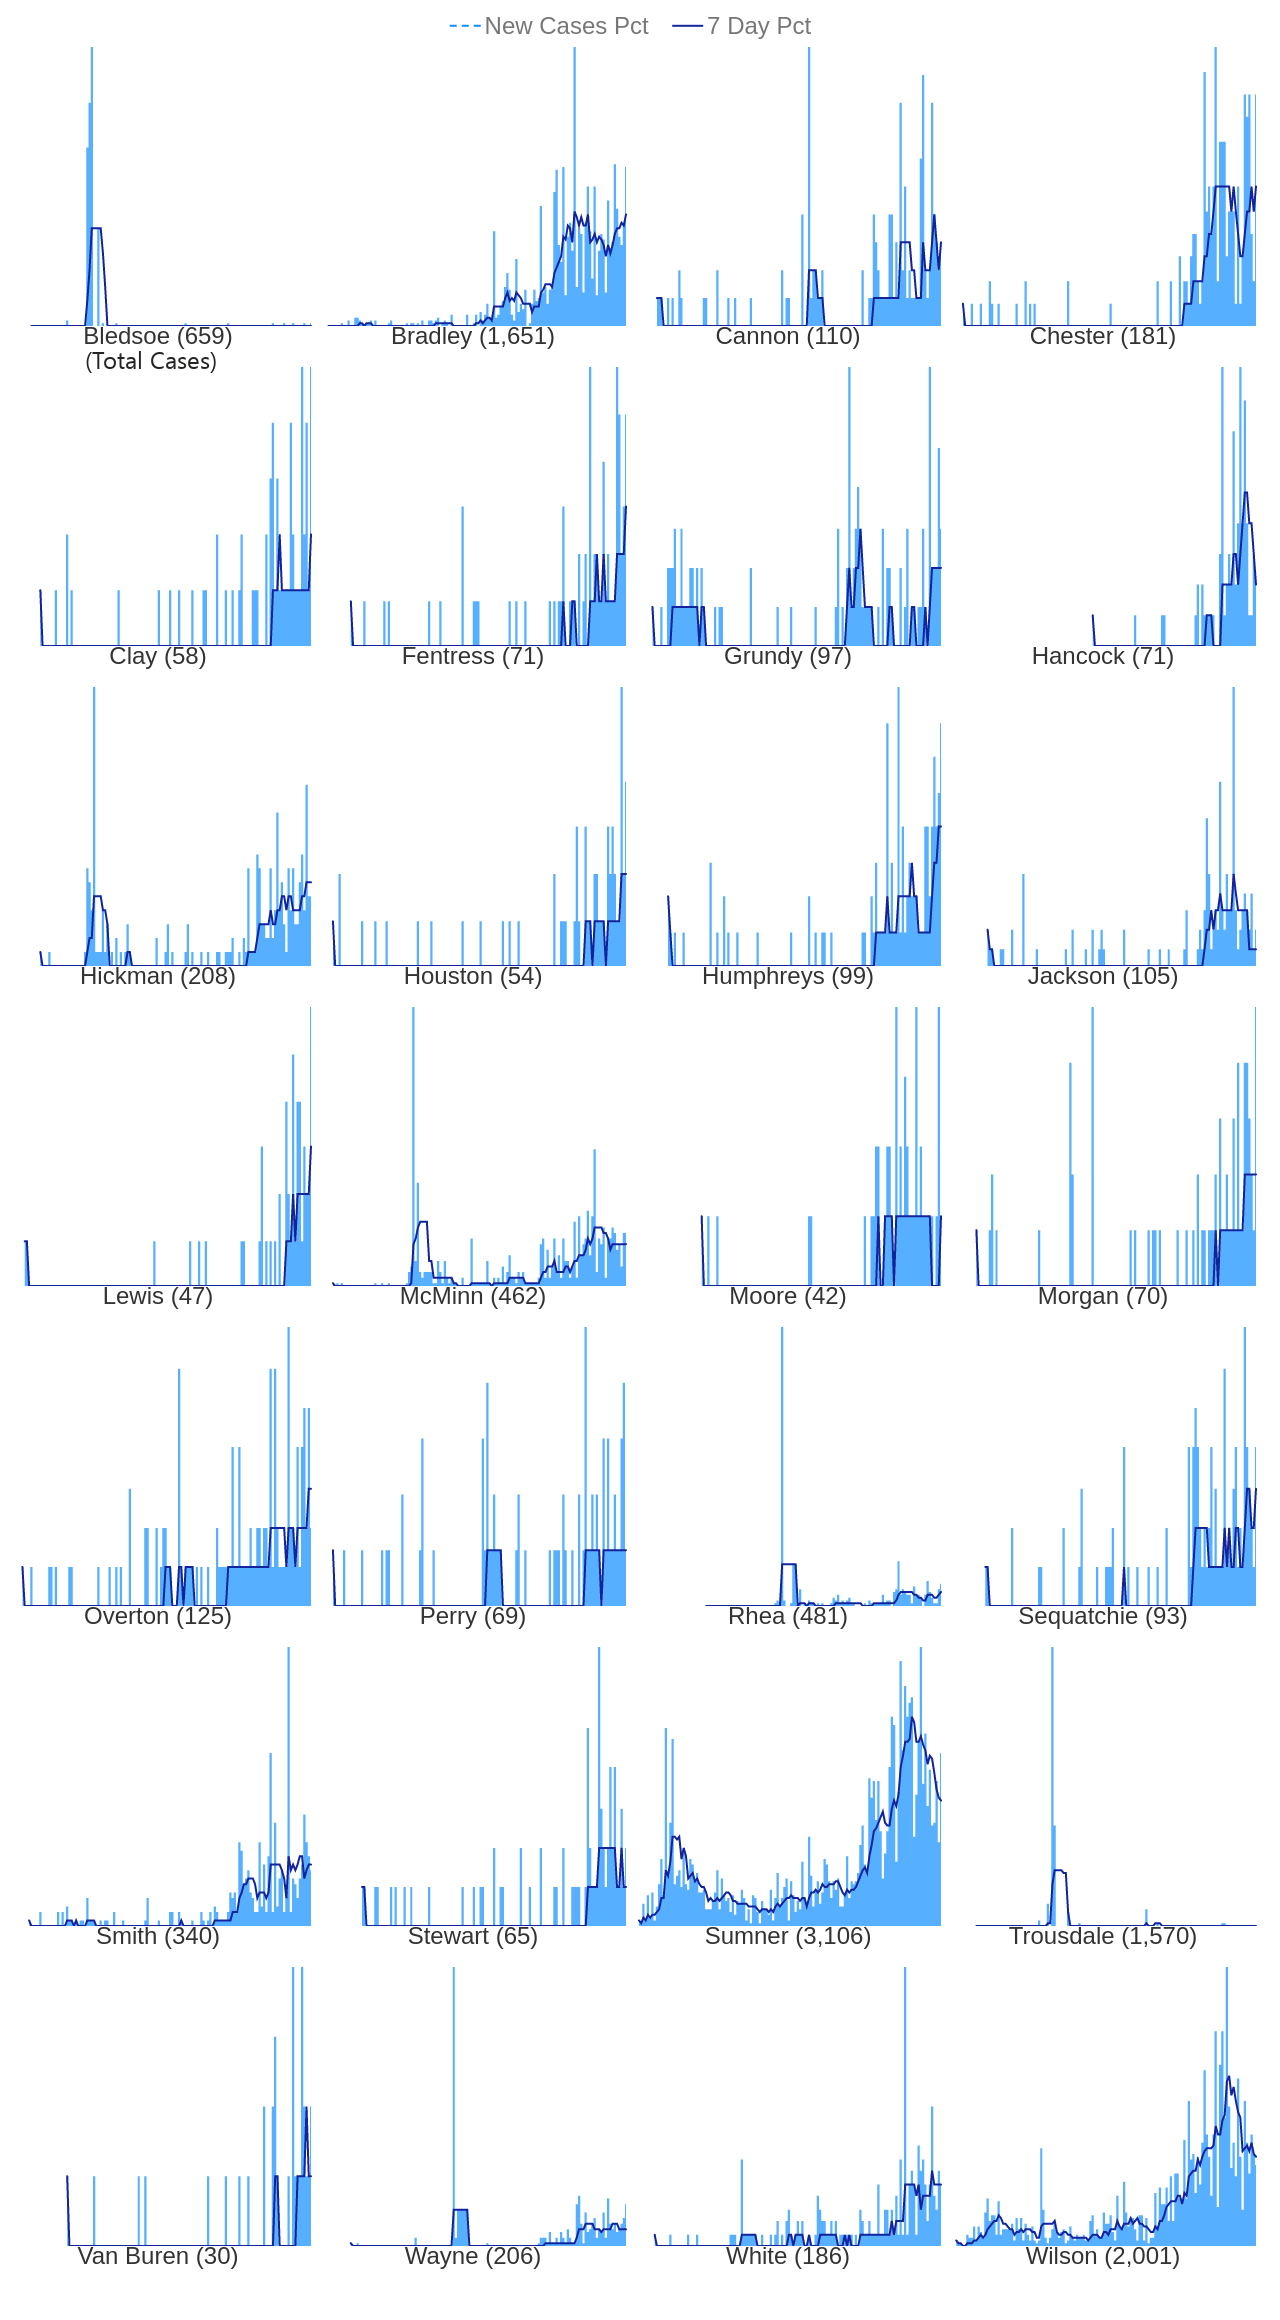 New Cases Pct 7 Day Pct
Bledsoe (659) Bradley (1,651) Cannon (110) Chester (181)
(Total Cases)
Clay (58) Fentress (71) Grundy (97) Hancock (71)
Hickman (208) Houston (54) Humphreys (99) Jackson (105)
Lewis (47) McMinn (462) Moore (42) Morgan (70)
Overton (125) Perry (69) Rhea (481) Sequatchie (93)
Smith (340) Stewart (65) Sumner (3,106) Trousdale (1,570)
Van Buren (30) Wayne (206) White (186) Wilson (2,001)